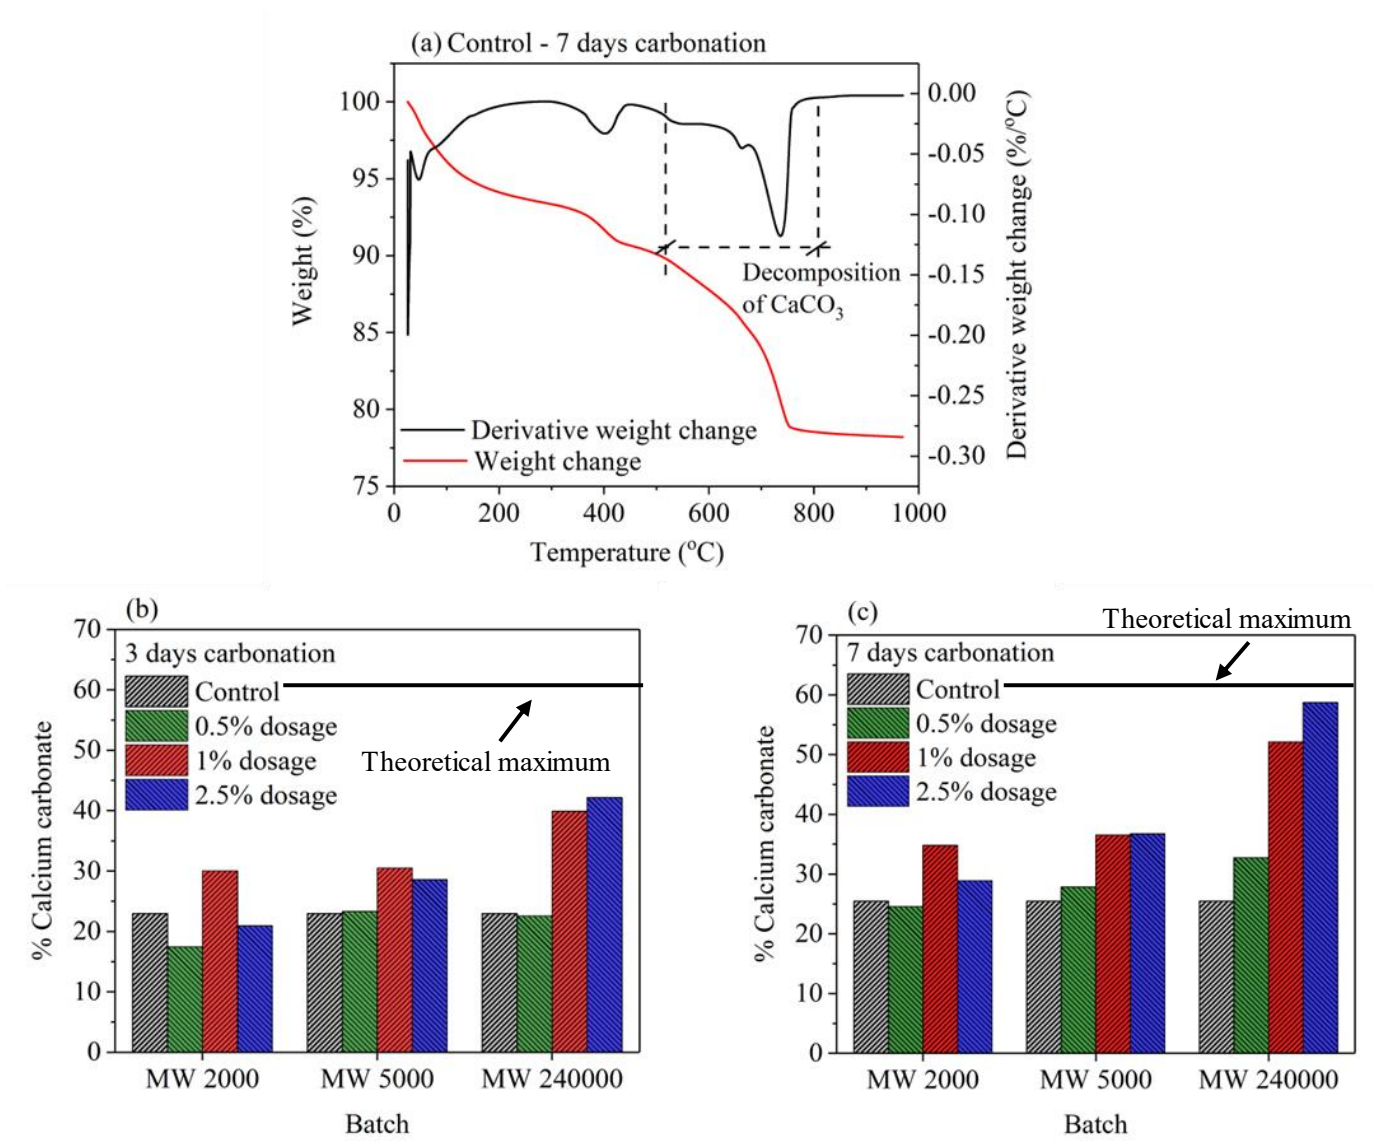 (a) Control - 7 days carbonation
100
95
90
85
80
75
Weight (%)
0.00
-0.05
-0.10
-0.15
-0.20
-0.25
-0.30
Derivative weight change (%/°C)
Decomposition
of CaCO₃
Derivative weight change
Weight change
0 200 400 600 800 1000
Temperature (°C)
(b)
70
60
50
40
30
20
10
0
% Calcium carbonate
3 days carbonation
Control
0.5% dosage
1% dosage
2.5% dosage
Theoretical maximum
MW 2000 MW 5000 MW 240000
Batch
(c)
Theoretical maximum
70
60
50
40
30
20
10
0
% Calcium carbonate
7 days carbonation
Control
0.5% dosage
1% dosage
2.5% dosage
MW 2000 MW 5000 MW 240000
Batch